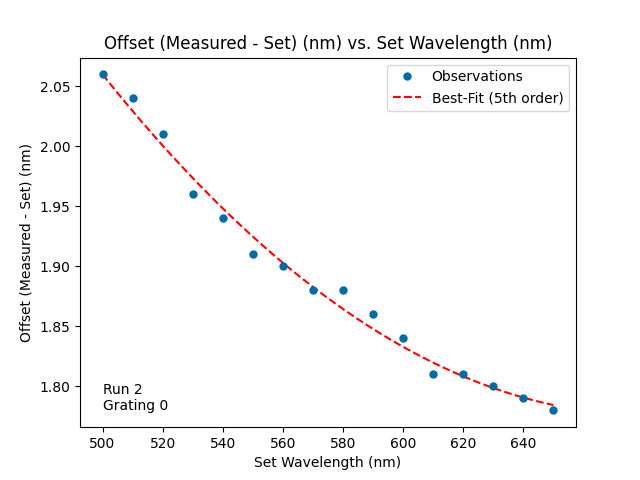 Offset (Measured - Set) (nm) vs. Set Wavelength (nm)
Observations
Best-Fit (5th order)
Offset (Measured - Set) (nm)
2.05
2.00
1.95
1.90
1.85
1.80
Run 2
Grating 0
500 520 540 560 580 600 620 640
Set Wavelength (nm)